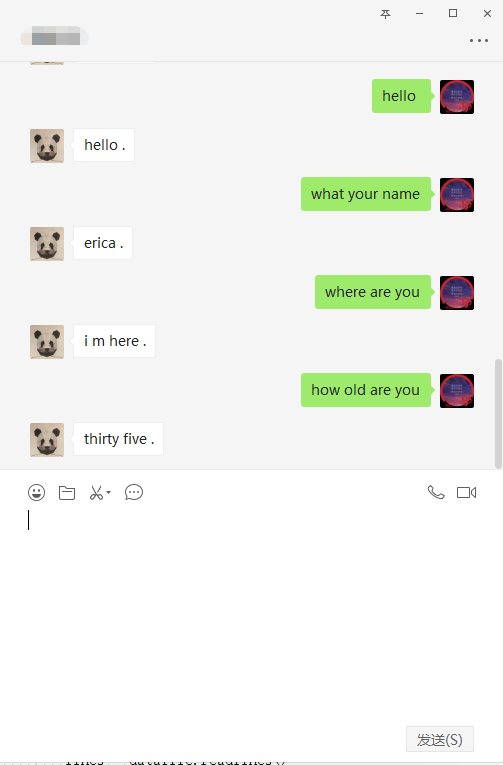 hello
hello .
what your name
erica .
where are you
i m here .
how old are you
thirty five .
发送(S)